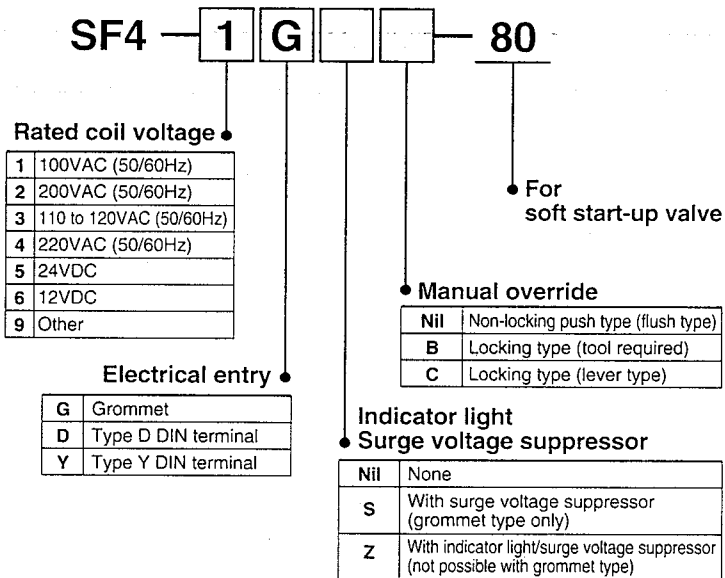 SF4 — 1 G — 80
Rated coil voltage
1 100VAC (50/60Hz)
2 200VAC (50/60Hz)
3 110 to 120VAC (50/60Hz)
4 220VAC (50/60Hz)
5 24VDC
6 12VDC
9 Other
For
soft start-up valve
Manual override
Nil Non-locking push type (flush type)
B Locking type (tool required)
C Locking type (lever type)
Electrical entry
G Grommet
D Type D DIN terminal
Y Type Y DIN terminal
Indicator light
Surge voltage suppressor
Nil None
S With surge voltage suppressor
(grommet type only)
Z With indicator light/surge voltage suppressor
(not possible with grommet type)